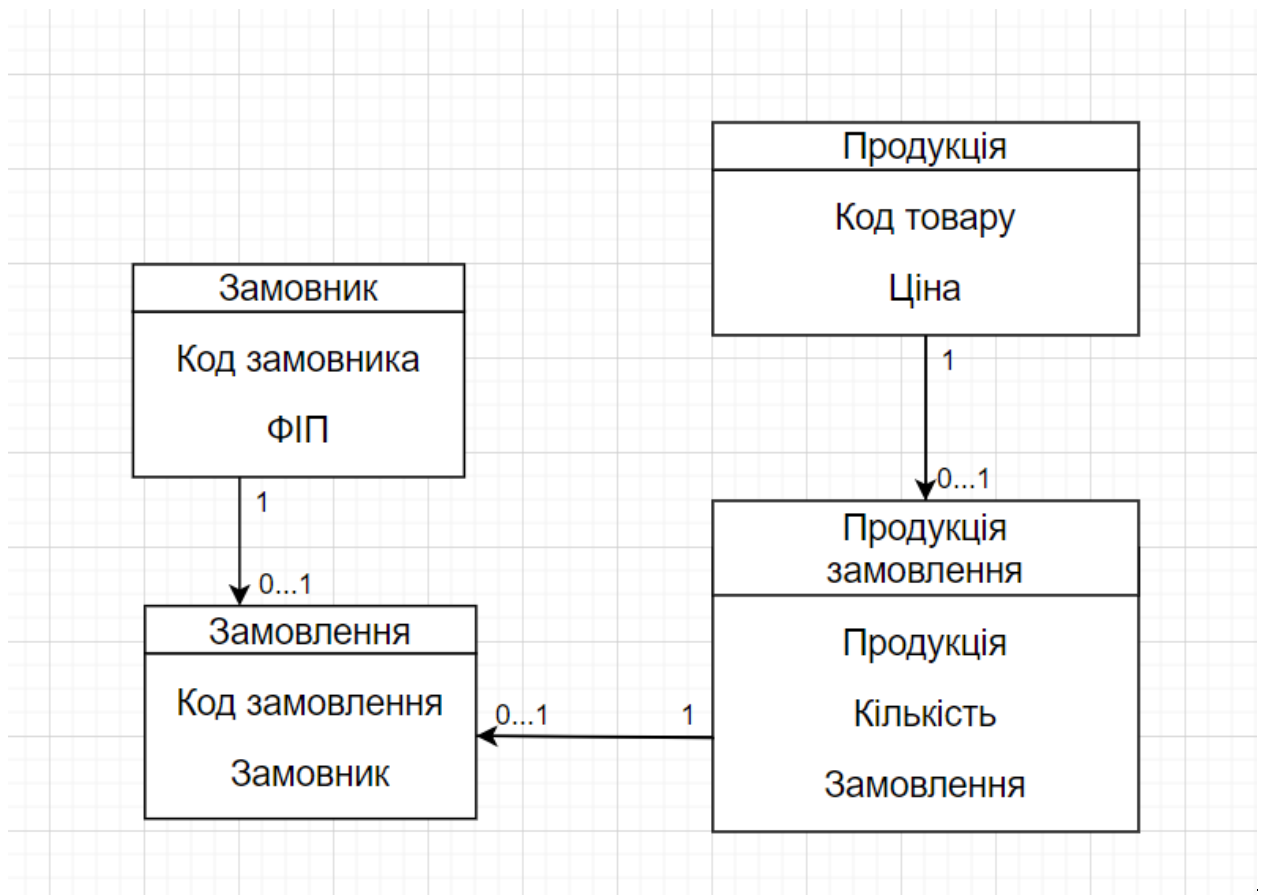 Замовник
Код замовника
ФІП
1
0...1
Замовлення
Код замовлення
Замовник
Продукція
Код товару
Ціна
1
0...1
Продукція
замовлення
Продукція
Кількість
Замовлення
0...1
1